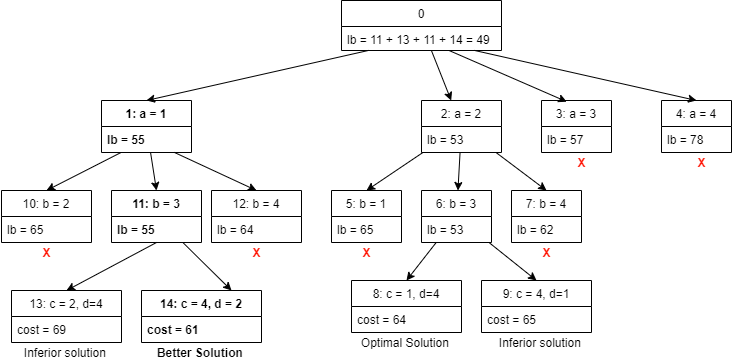 0
lb = 11 + 13 + 11 + 14 = 49
1: a = 1
lb = 55
2: a = 2
lb = 53
3: a = 3
lb = 57
X
4: a = 4
lb = 78
X
10: b = 2
lb = 65
X
11: b = 3
lb = 55
12: b = 4
lb = 64
X
5: b = 1
lb = 65
X
6: b = 3
lb = 53
7: b = 4
lb = 62
X
13: c = 2, d=4
cost = 69
Inferior solution
14: c = 4, d = 2
cost = 61
Better Solution
8: c = 1, d=4
cost = 64
Optimal Solution
9: c = 4, d=1
cost = 65
Inferior solution